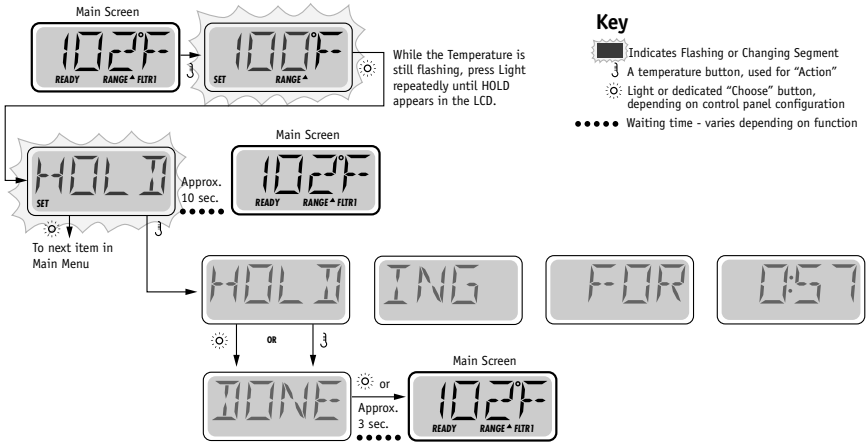 Main Screen
102°F
READY RANGE FLTR1
100°F
SET RANGE
While the Temperature is
still flashing, press Light
repeatedly until HOLD
appears in the LCD.
Key
Indicates Flashing or Changing Segment
A temperature button, used for “Action”
Light or dedicated “Choose” button,
depending on control panel configuration
Waiting time - varies depending on function
HOLD
SET
Approx.
10 sec.
Main Screen
102°F
READY RANGE FLTR1
To next item in
Main Menu
HOLD
ING
FOR
0:57
OR
DONE
or
Approx.
3 sec.
Main Screen
102°F
READY RANGE FLTR1